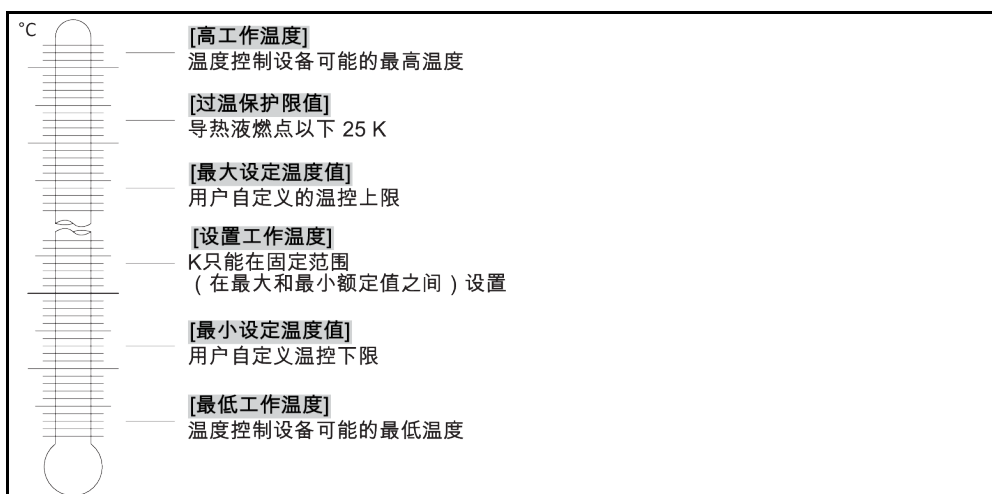 °C
[高工作温度]
温度控制设备可能的最高温度
[过温保护限值]
导热液燃点以下 25 K
[最大设定温度值]
用户自定义的温控上限
[设置工作温度]
K只能在固定范围
（在最大和最小额定值之间）设置
[最小设定温度值]
用户自定义温控下限
[最低工作温度]
温度控制设备可能的最低温度